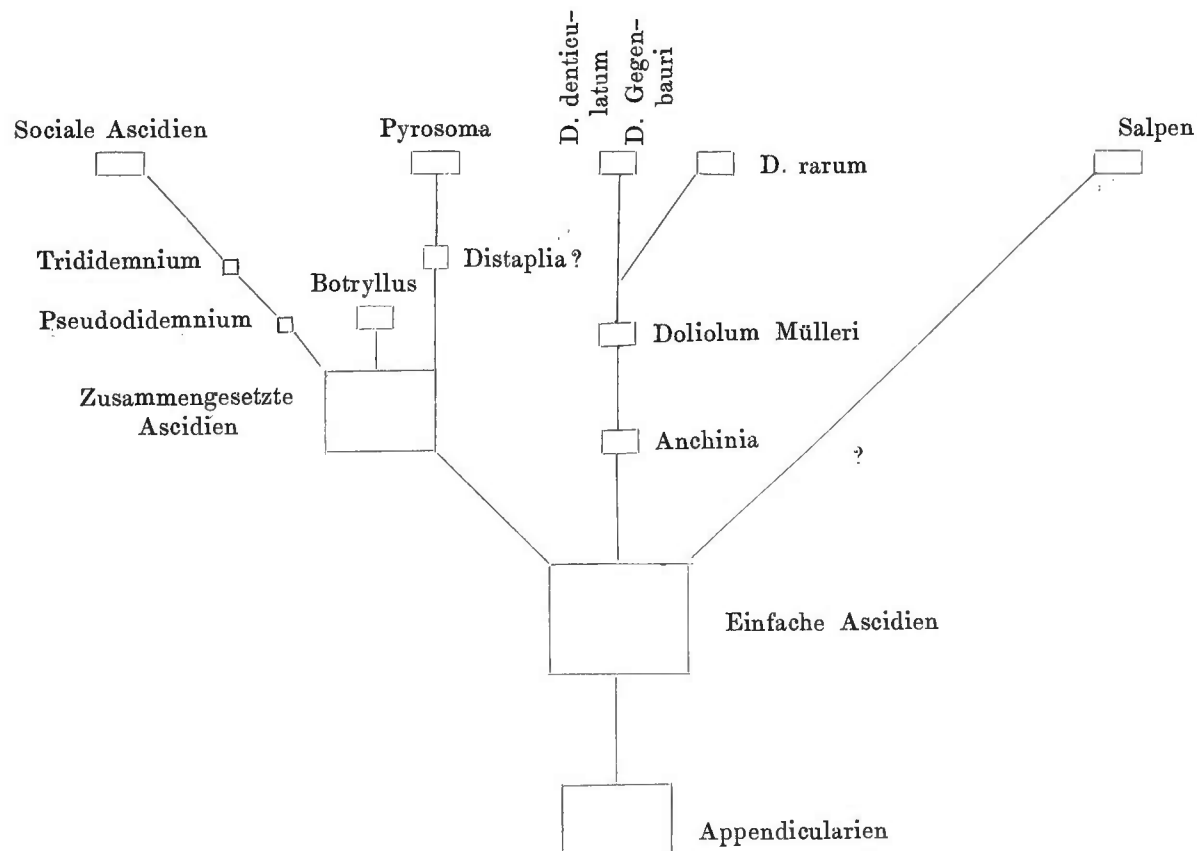 D. denticu-
latum
D. Gegen-
bauri
Sociale Ascidien
Pyrosoma
Salpen
D. rarum
Trididemnium
Distaplia?
Botryllus
Pseudodidemnium
Doliolum Mülleri
Zusammengesetzte
Ascidien
Anchinia
?
Einfache Ascidien
Appendicularien